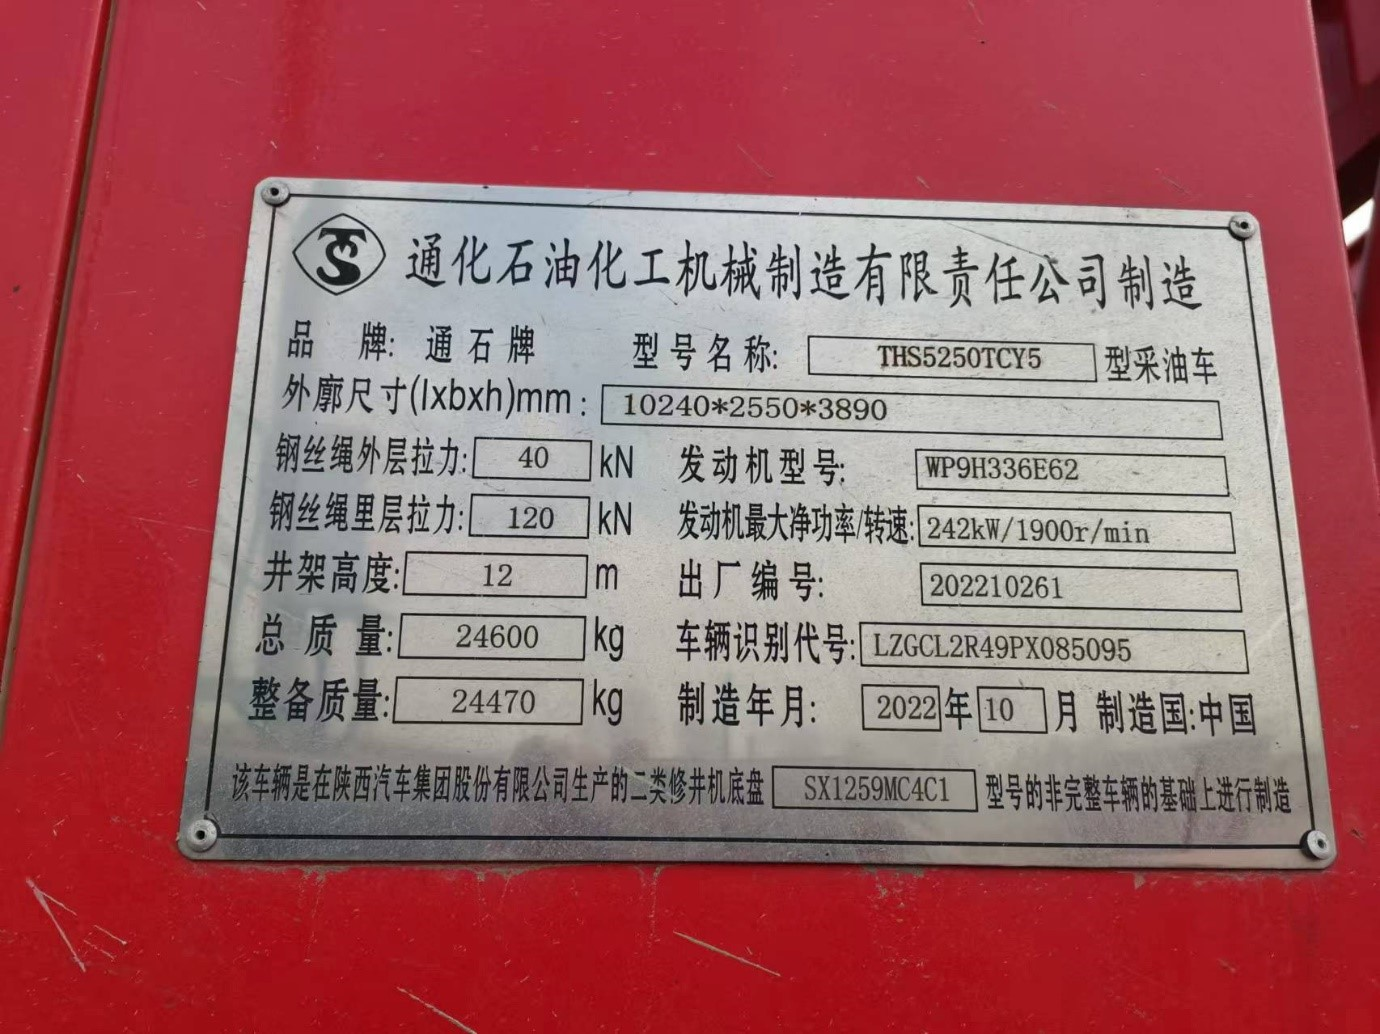 TS
通化石油化工机械制造有限责任公司制造
品 牌: 通石牌 型号名称: THS5250TCY5 型采油车
外廓尺寸(lxbxh)mm: 10240*2550*3890
钢丝绳外层拉力: 40 kN 发动机型号: WP9H336E62
钢丝绳里层拉力: 120 kN 发动机最大净功率/转速: 242kW/1900r/min
井架高度: 12 m 出厂编号: 202210261
总质量: 24600 kg 车辆识别代号: LZGCL2R49PX085095
整备质量: 24470 kg 制造年月: 2022 年 10 月 制造国:中国
该车辆是在陕西汽车集团股份有限公司生产的二类修井机底盘 SX1259MC4C1 型号的非完整车辆的基础上进行制造